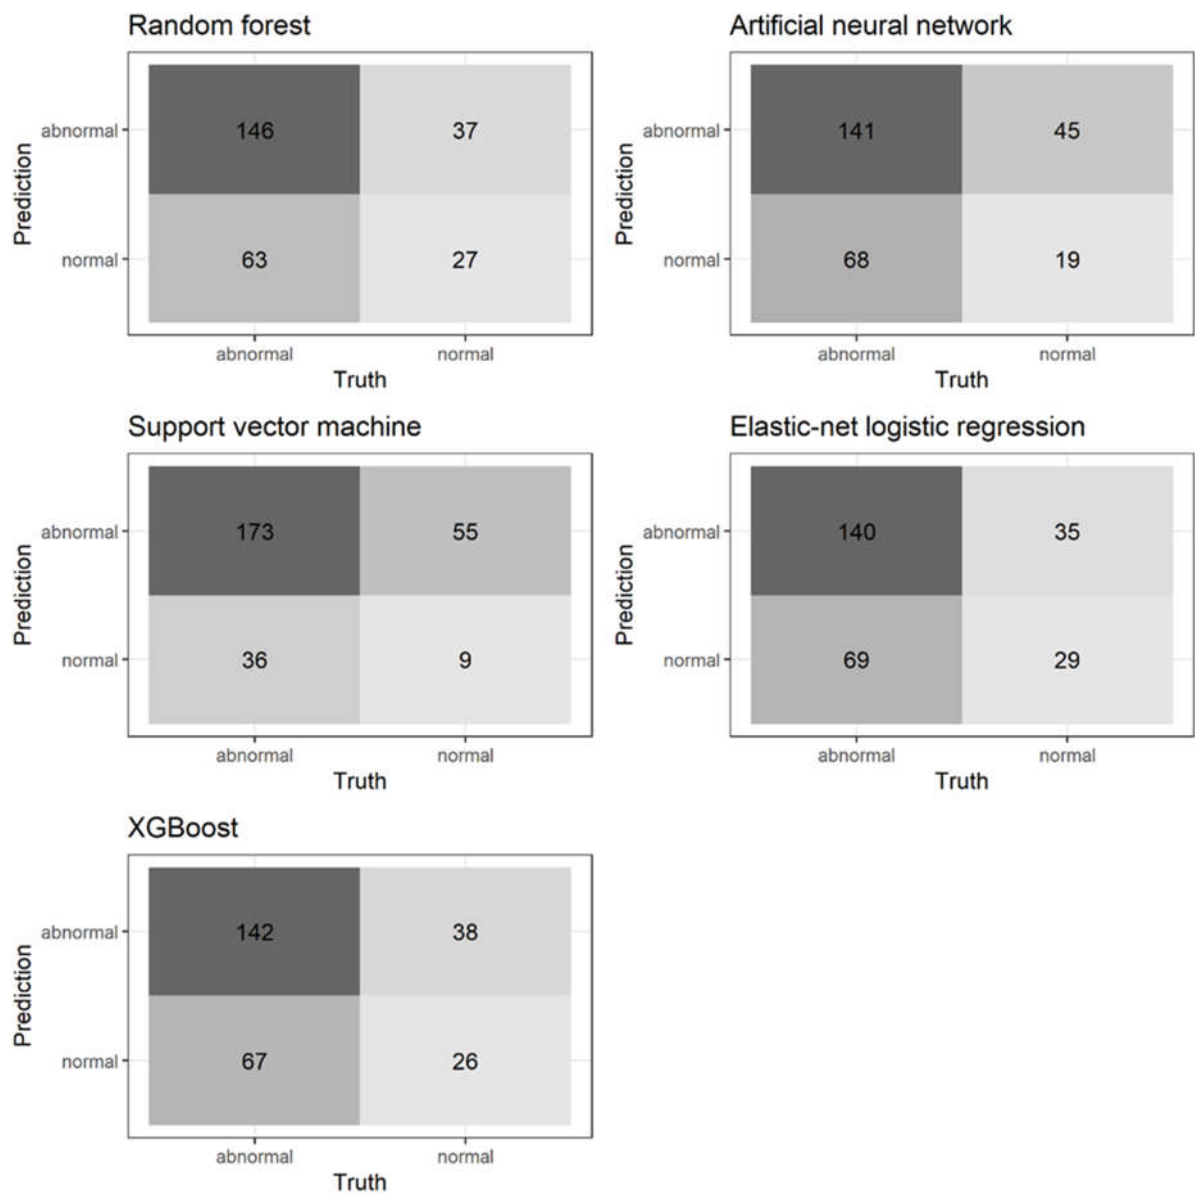 Random forest
Prediction
abnormal
146
37
normal
63
27
abnormal
normal
Truth
Artificial neural network
Prediction
abnormal
141
45
normal
68
19
abnormal
normal
Truth
Support vector machine
Prediction
abnormal
173
55
normal
36
9
abnormal
normal
Truth
Elastic-net logistic regression
Prediction
abnormal
140
35
normal
69
29
abnormal
normal
Truth
XGBoost
Prediction
abnormal
142
38
normal
67
26
abnormal
normal
Truth